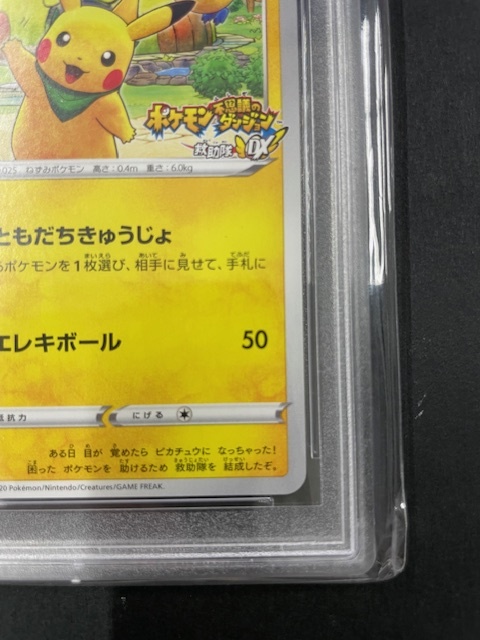 ポケモン不思議のダンジョン
救助隊DX
025 ねずみポケモン 高さ:0.4m 重さ:6.0kg
ともだちきゅうじょ
ポケモンを1枚選び、相手に見せて、手札に
エレキボール 50
抵抗力 にげる
ある日 目が 覚めたら ピカチュウに なっちゃった!
困った ポケモンを 助けるため 救助隊を 結成したぞ。
20 Pokémon/Nintendo/Creatures/GAME FREAK.